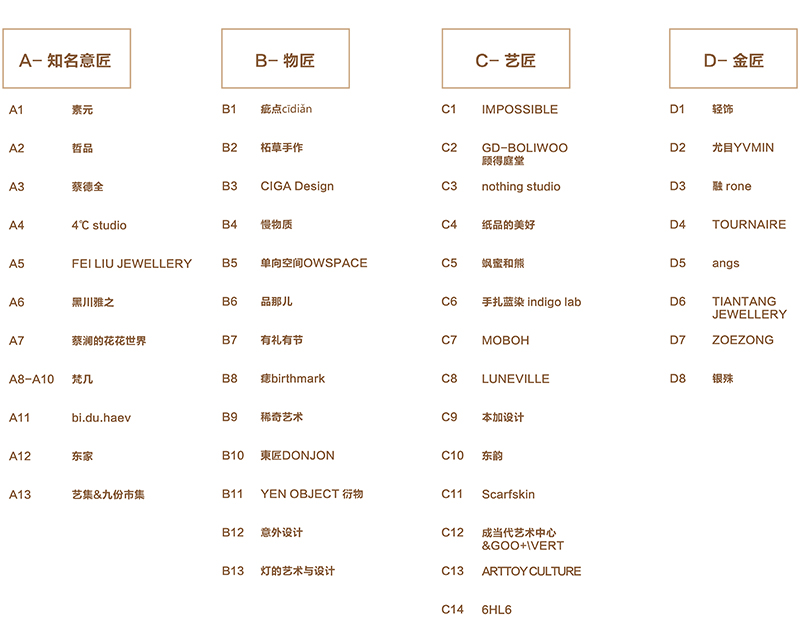 A- 知名意匠
A1 素元
A2 哲品
A3 蔡德全
A4 4℃ studio
A5 FEI LIU JEWELLERY
A6 黑川雅之
A7 蔡澜的花花世界
A8-A10 梵几
A11 bi.du.haev
A12 东家
A13 艺集&九份市集
B- 物匠
B1 疵点cīdiǎn
B2 柘草手作
B3 CIGA Design
B4 慢物质
B5 单向空间OWSPACE
B6 品那儿
B7 有礼有节
B8 痣birthmark
B9 稀奇艺术
B10 東匠DONJON
B11 YEN OBJECT 衍物
B12 意外设计
B13 灯的艺术与设计
C- 艺匠
C1 IMPOSSIBLE
C2 GD-BOLIWOO
顾得庭堂
C3 nothing studio
C4 纸品的美好
C5 飒蜜和熊
C6 手扎蓝染 indigo lab
C7 MOBOH
C8 LUNEVILLE
C9 本加设计
C10 东韵
C11 Scarfskin
C12 成当代艺术中心
&GOO+\VERT
C13 ARTTOY CULTURE
C14 6HL6
D- 金匠
D1 轻饰
D2 尤目YVMIN
D3 融 rone
D4 TOURNAIRE
D5 angs
D6 TIANTANG
JEWELLERY
D7 ZOEZONG
D8 银殊